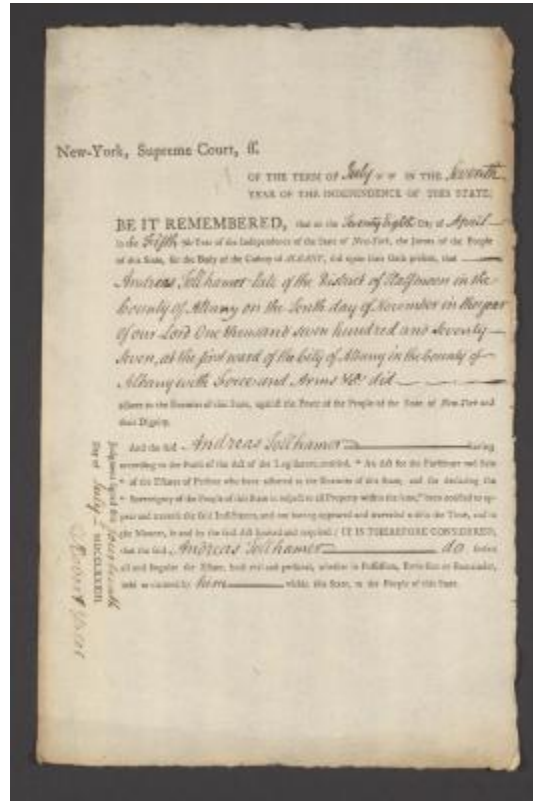 New-York, Supreme Court, ſſ.
OF THE TERM OF July IN THE Seventh
YEAR OF THE INDEPENDENCE OF THIS STATE.
BE IT REMEMBERED, that on the Twenty Eighth Day of April
in the Fifth Year of the Independence of the State of New-York, the Jurors of the People
of this State, for the Body of the County of ALBANY, did upon their Oath preſent, that
Andreas Tollhamer late of the District of Halfmoon in the
County of Albany on the Tenth day of November in the year
of our Lord One thousand seven hundred and Seventy
Seven, at the first ward of the City of Albany in the County of
Albany with Force and Arms &c. did
adhere to the Enemies of this State, againſt the Peace of the People of the State of New-York and
their Dignity.
And the ſaid Andreas Tollhamer having
according to the Form of the Act of the Legiſlature, entitled, " An Act for the Forfeiture and Sale
" of the Eſtates of Perſons who have adhered to the Enemies of this State, and for declaring the
" Sovereignty of the People of this State in reſpect to all Property within the ſame," been notified to ap-
pear and traverſe the ſaid Indictment, and not having appeared and traverſed within the Time, and in
the Manner, in and by the ſaid Act limited and required; IT IS THEREFORE CONSIDERED,
that the ſaid Andreas Tollhamer do forfeit
all and ſingular the Eſtate, both real and perſonal, whether in Poſſeſſion, Reverſion or Remainder,
held or claimed by him within this State, to the People of this State.
Judgment ſigned this
Day of July MDCCLXXXIII.